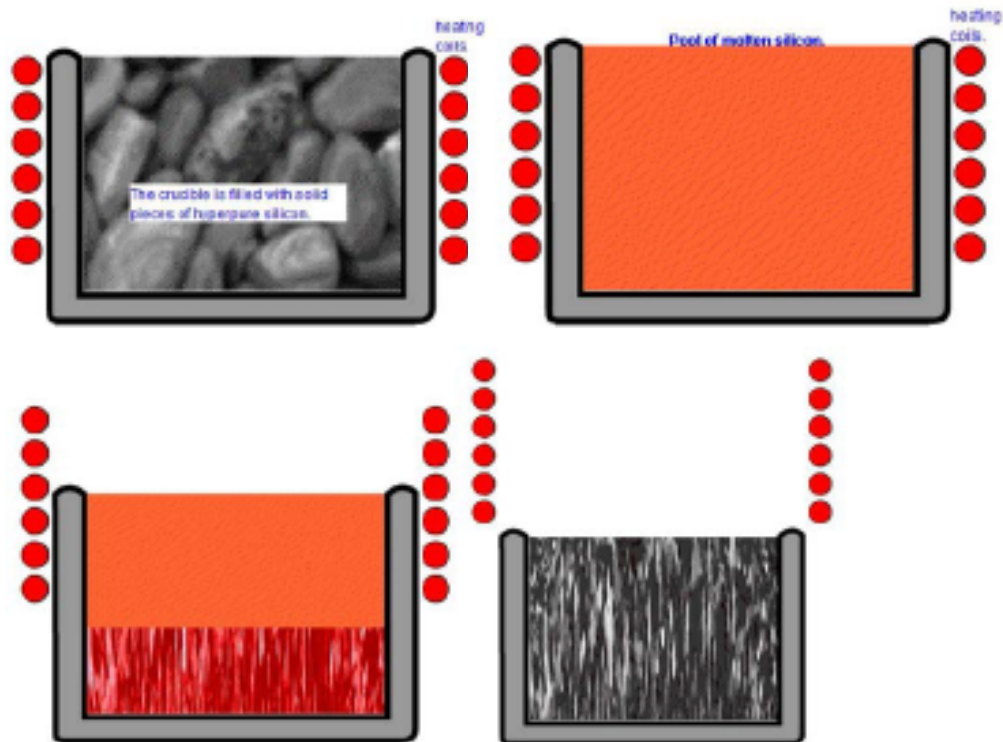 heating
coils.
The crucible is filled with solid
pieces of hyperpure silicon.
Pool of molten silicon.
heating
coils.